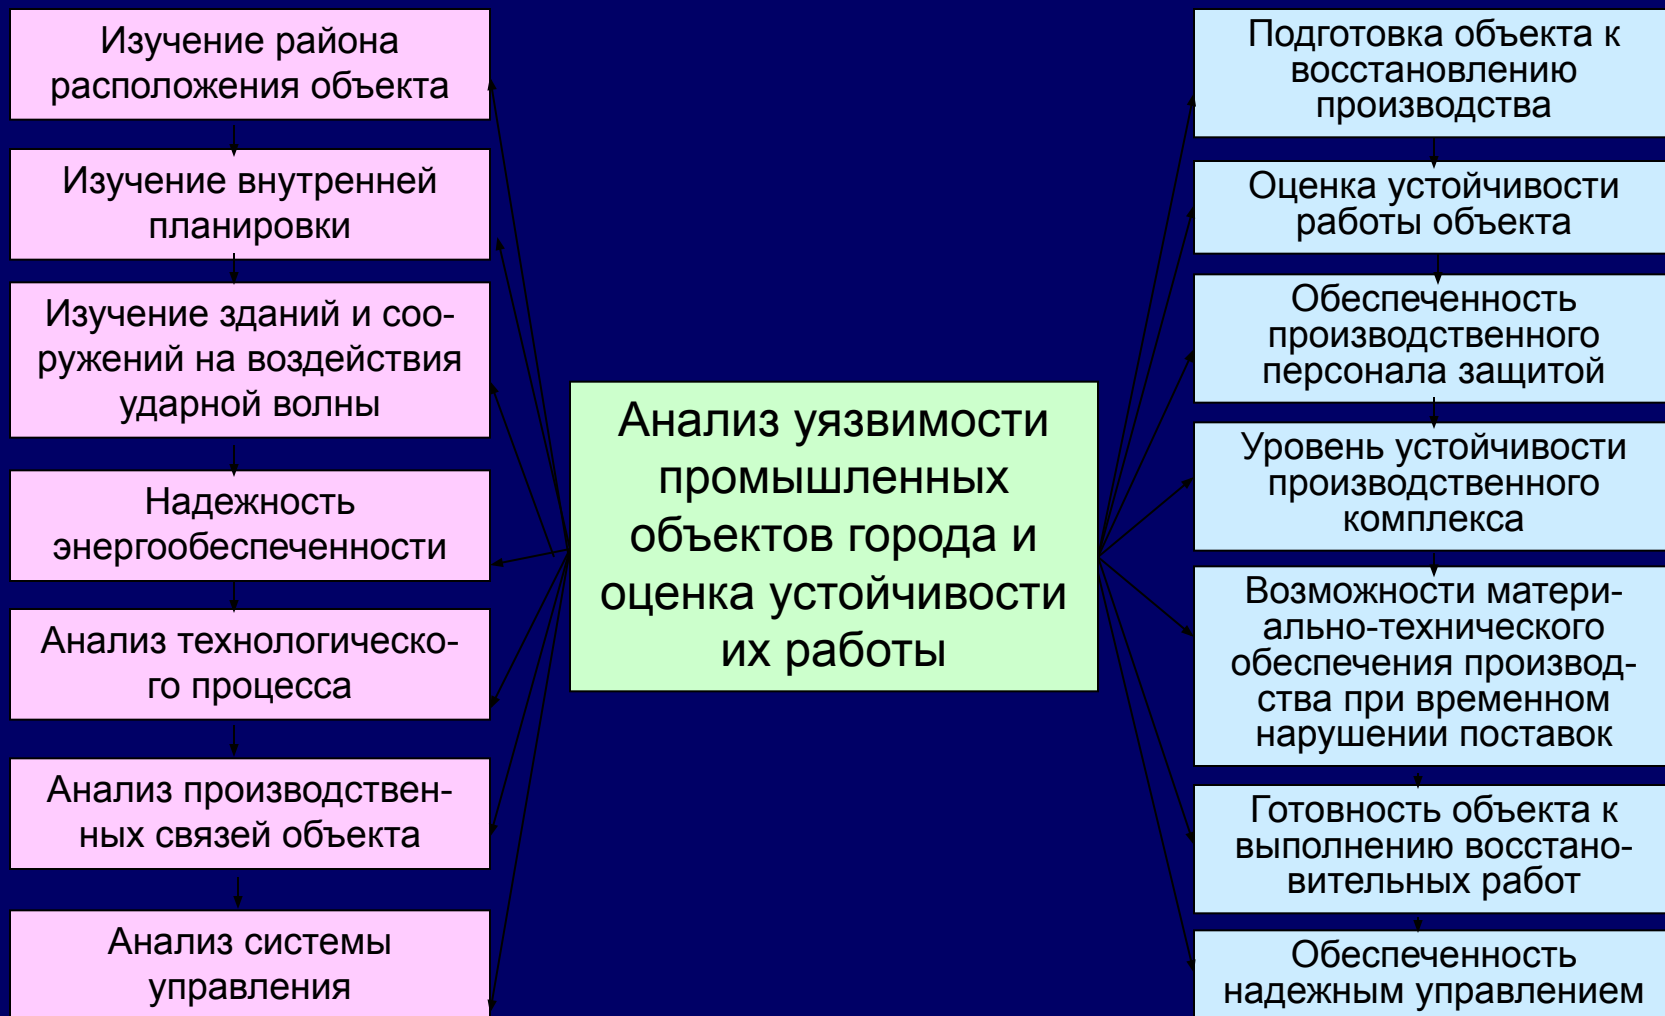 Изучение района
расположения объекта
Изучение внутренней
планировки
Изучение зданий и соо-
ружений на воздействия
ударной волны
Надежность
энергообеспеченности
Анализ технологическо-
го процесса
Анализ производствен-
ных связей объекта
Анализ системы
управления
Анализ уязвимости
промышленных
объектов города и
оценка устойчивости
их работы
Подготовка объекта к
восстановлению
производства
Оценка устойчивости
работы объекта
Обеспеченность
производственного
персонала защитой
Уровень устойчивости
производственного
комплекса
Возможности матери-
ально-технического
обеспечения производ-
ства при временном
нарушении поставок
Готовность объекта к
выполнению восстано-
вительных работ
Обеспеченность
надежным управлением